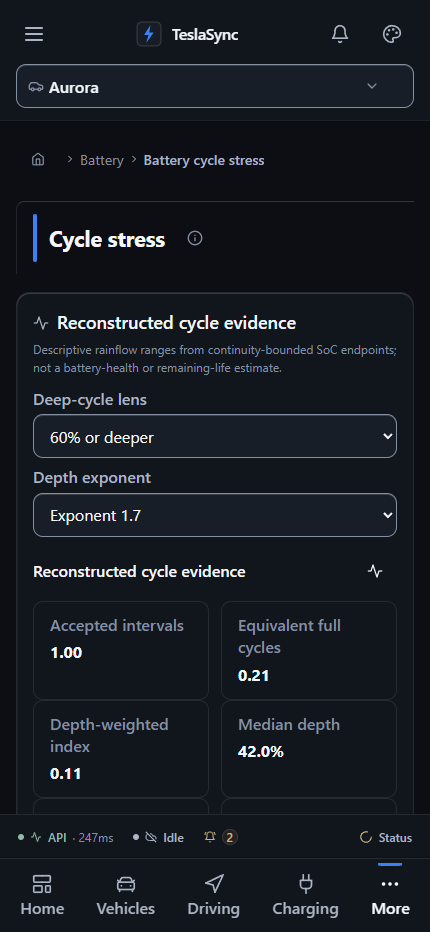 TeslaSync
Aurora
Battery
Battery cycle stress
Cycle stress
Reconstructed cycle evidence
Descriptive rainflow ranges from continuity-bounded SoC endpoints;
not a battery-health or remaining-life estimate.
Deep-cycle lens
60% or deeper
Depth exponent
Exponent 1.7
Reconstructed cycle evidence
Accepted intervals
1.00
Equivalent full
cycles
0.21
Depth-weighted
index
0.11
Median depth
42.0%
API · 247ms
Idle
2
Status
Home
Vehicles
Driving
Charging
More